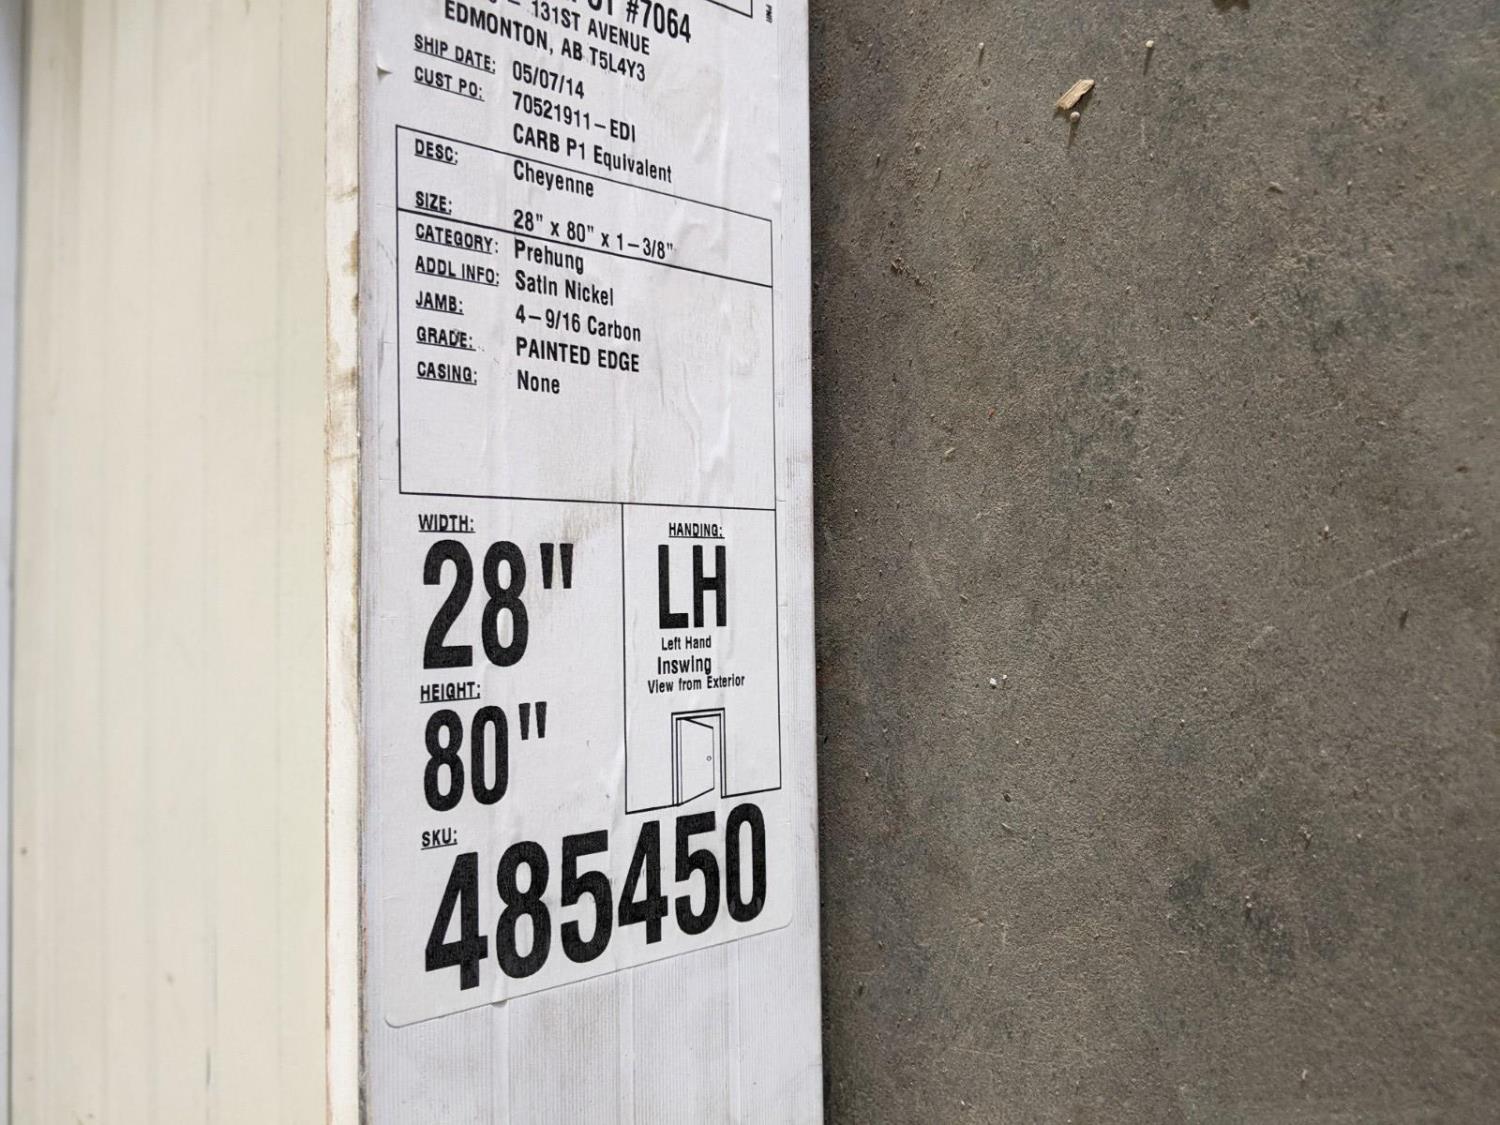 #7064
131ST AVENUE
EDMONTON, AB T5L4Y3
SHIP DATE: 05/07/14
CUST PO: 70521911-EDI
CARB P1 Equivalent
DESC: Cheyenne
SIZE: 28" x 80" x 1-3/8"
CATEGORY: Prehung
ADDL INFO: Satin Nickel
JAMB: 4-9/16 Carbon
GRADE: PAINTED EDGE
CASING: None
WIDTH:
28"
HEIGHT:
80"
HANDING:
LH
Left Hand
Inswing
View from Exterior
SKU:
485450